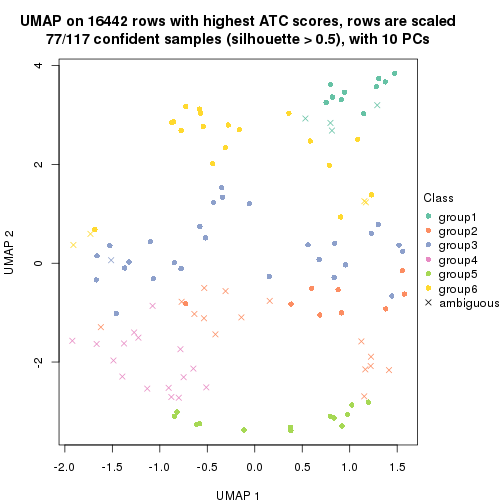 UMAP on 16442 rows with highest ATC scores, rows are scaled
77/117 confident samples (silhouette > 0.5), with 10 PCs
4
2
0
-2
UMAP 2
-2.0 -1.5 -1.0 -0.5 0.0 0.5 1.0 1.5
UMAP 1
Class
group1
group2
group3
group4
group5
group6
ambiguous